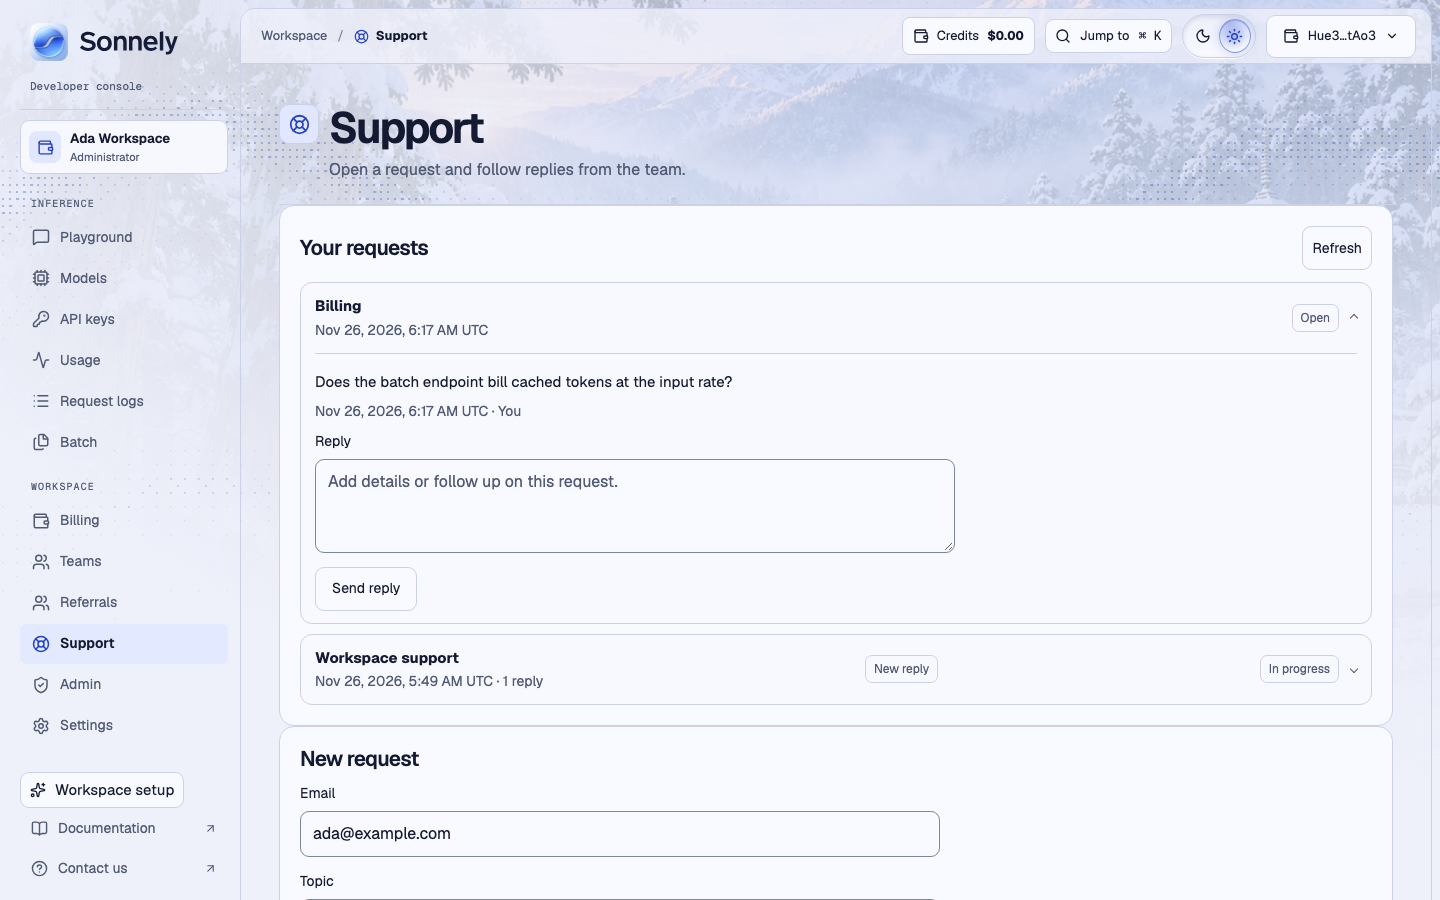 Sonnely
Developer console
Ada Workspace
Administrator
INFERENCE
Playground
Models
API keys
Usage
Request logs
Batch
WORKSPACE
Billing
Teams
Referrals
Support
Admin
Settings
Workspace setup
Documentation
Contact us
Workspace / Support
Credits $0.00
Jump to ⌘ K
Hue3...tAo3
Support
Open a request and follow replies from the team.
Your requests
Refresh
Billing
Nov 26, 2026, 6:17 AM UTC
Open
Does the batch endpoint bill cached tokens at the input rate?
Nov 26, 2026, 6:17 AM UTC · You
Reply
Add details or follow up on this request.
Send reply
Workspace support
Nov 26, 2026, 5:49 AM UTC · 1 reply
New reply
In progress
New request
Email
ada@example.com
Topic